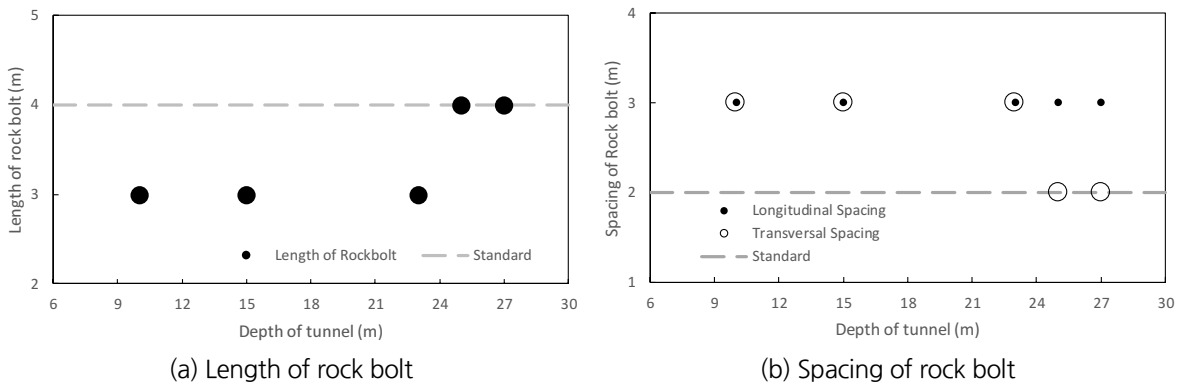 Length of rock bolt (m)
5
4
3
2
6 9 12 15 18 21 24 27 30
Depth of tunnel (m)
Length of Rockbolt
Standard
(a) Length of rock bolt
Spacing of Rock bolt (m)
4
3
2
1
6 9 12 15 18 21 24 27 30
Depth of tunnel (m)
Longitudinal Spacing
Transversal Spacing
Standard
(b) Spacing of rock bolt